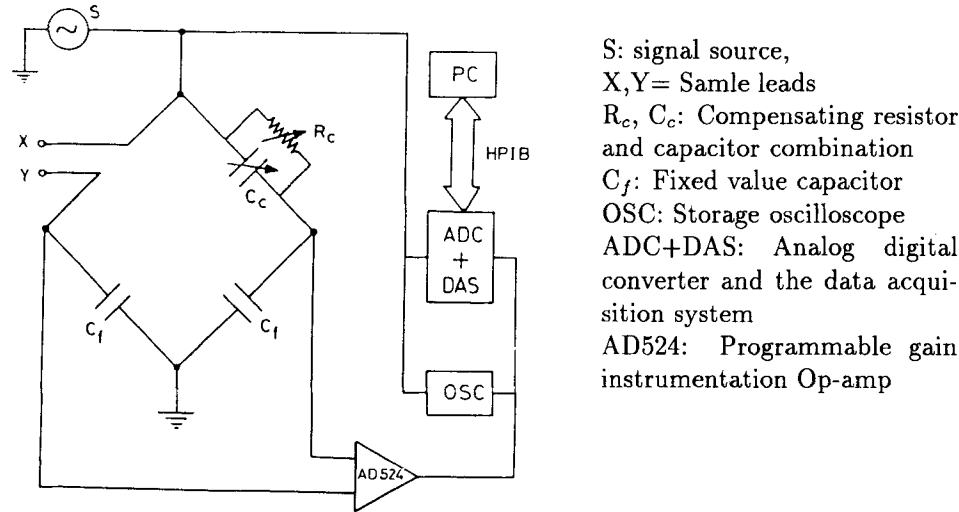 S
PC
HPIB
X
Y
R_c
C_c
ADC
+
DAS
C_f
C_f
OSC
AD524
S: signal source,
X,Y= Samle leads
R_c, C_c: Compensating resistor
and capacitor combination
C_f: Fixed value capacitor
OSC: Storage oscilloscope
ADC+DAS: Analog digital
converter and the data acqui-
sition system
AD524: Programmable gain
instrumentation Op-amp